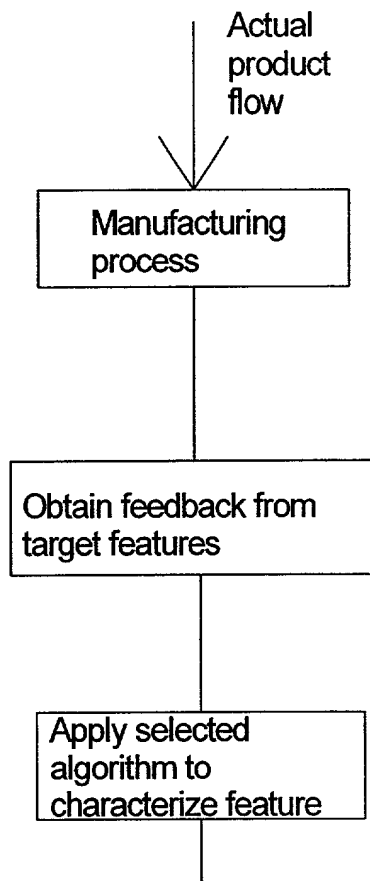 Actual
product
flow
Manufacturing
process
Obtain feedback from
target features
Apply selected
algorithm to
characterize feature